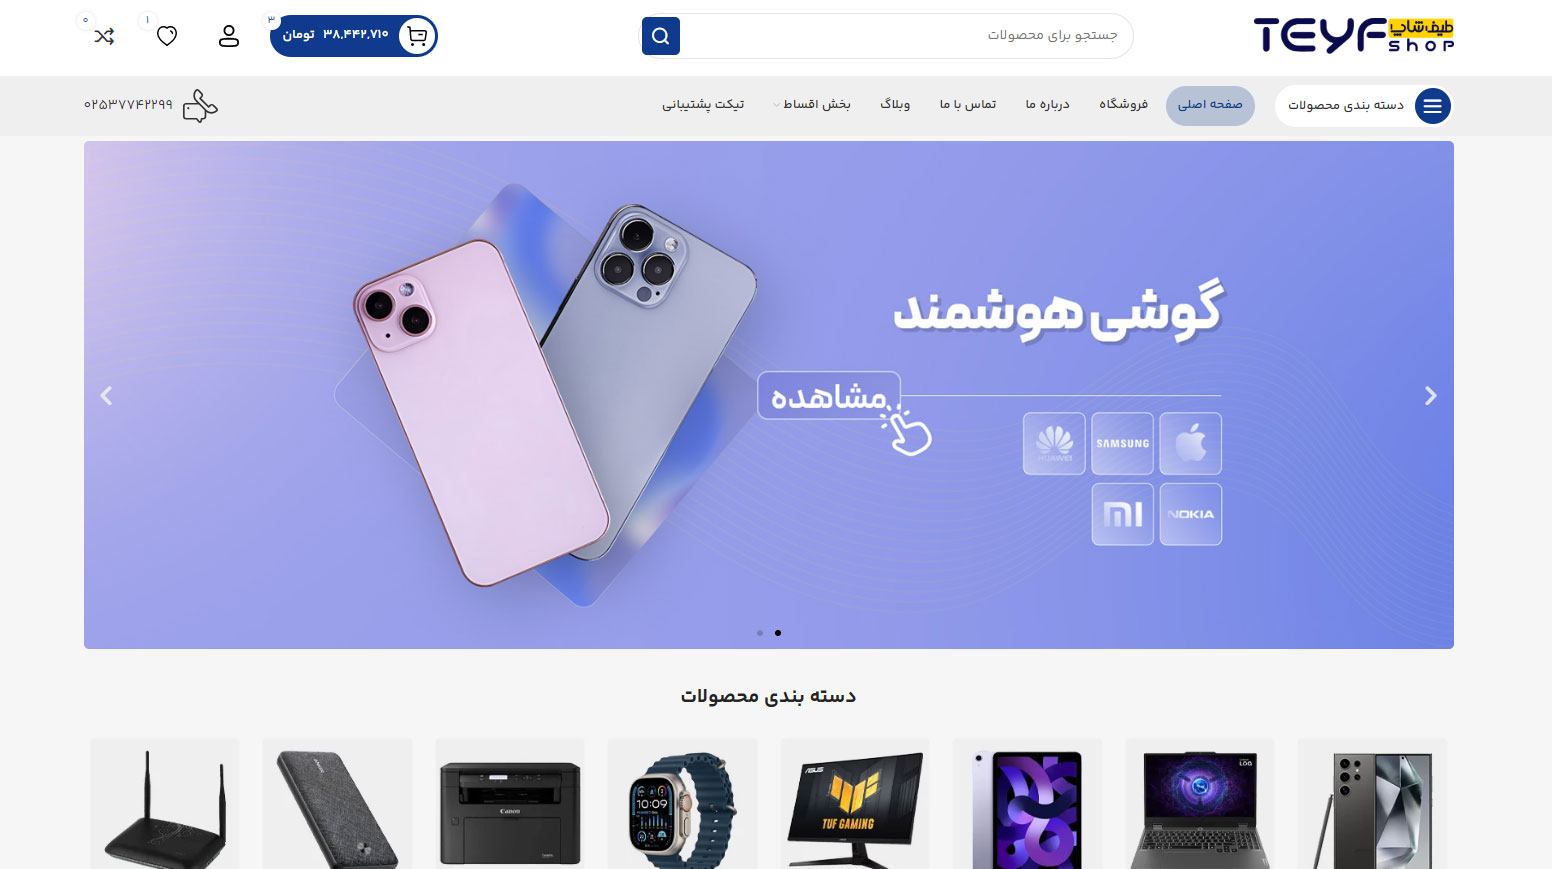 TEYF طیف شاپ
shop
جستجو برای محصولات
۳
۳۸,۴۴۲,۷۱۰ تومان
۱
۰
دسته بندی محصولات
صفحه اصلی
فروشگاه
درباره ما
تماس با ما
وبلاگ
بخش اقساط
تیکت پشتیبانی
۰۲۵۳۷۷۴۲۲۹۹
گوشی هوشمند
مشاهده
SAMSUNG
HUAWEI
NOKIA
mi
دسته بندی محصولات
LOQ
ASUS
TUF GAMING
10:09
Canon